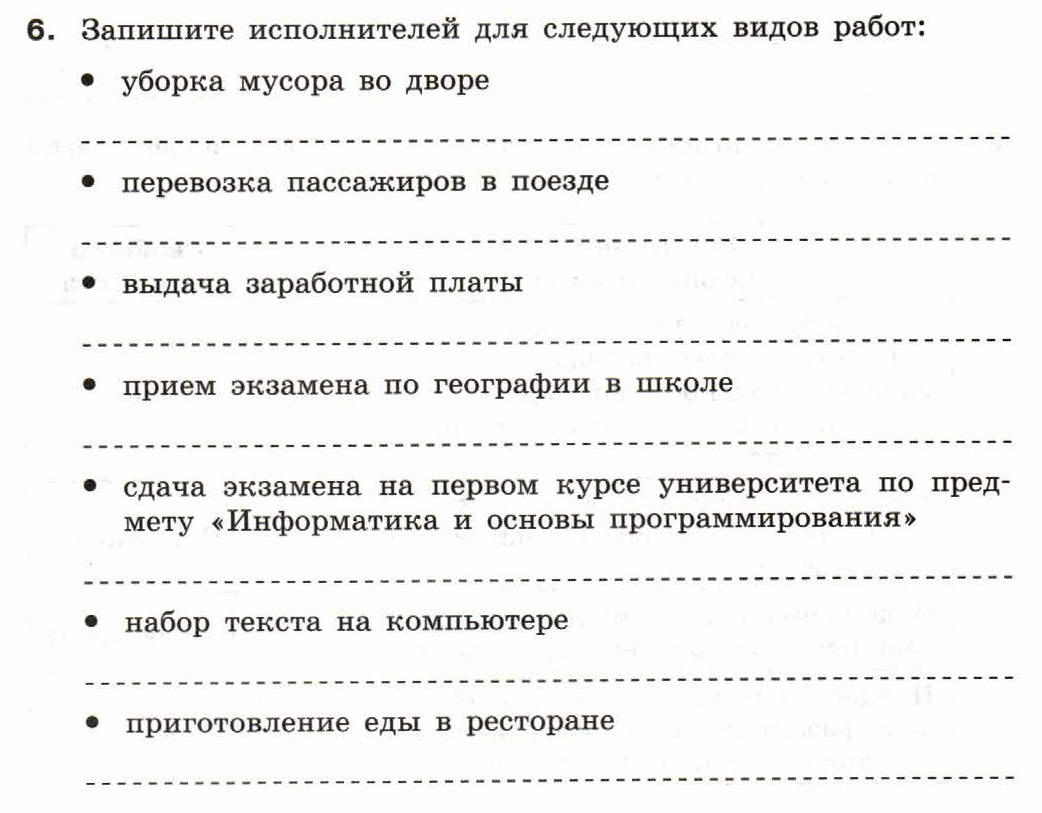 6. Запишите исполнителей для следующих видов работ:
• уборка мусора во дворе
• перевозка пассажиров в поезде
• выдача заработной платы
• прием экзамена по географии в школе
• сдача экзамена на первом курсе университета по пред-
мету «Информатика и основы программирования»
• набор текста на компьютере
• приготовление еды в ресторане